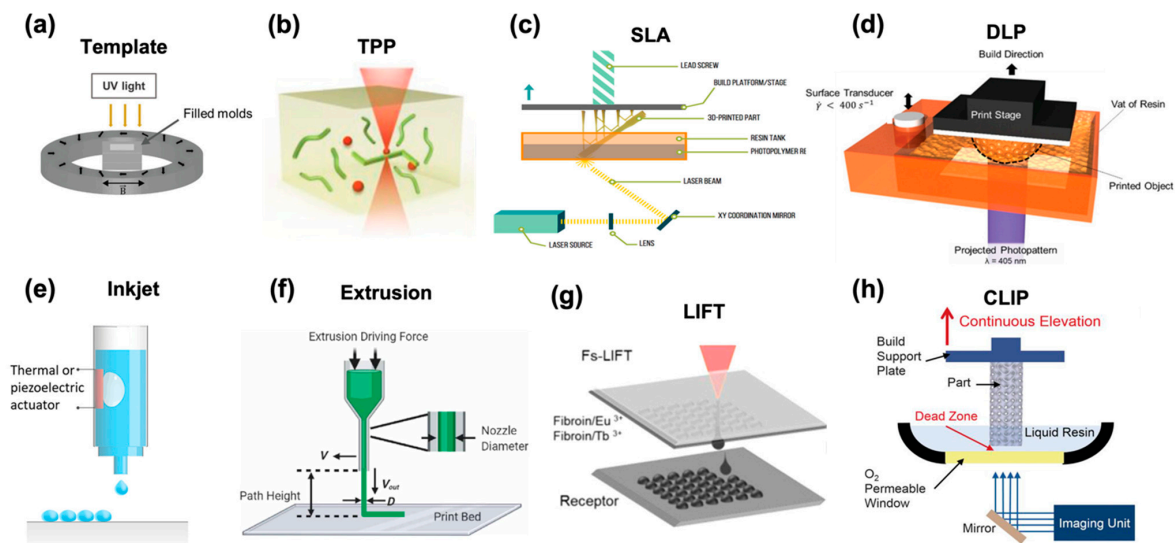 (a)
Template
UV light
Filled molds
B
(b)
TPP
(c)
SLA
LEAD SCREW
BUILD PLATFORM/STAGE
3D-PRINTED PART
RESIN TANK
PHOTOPOLYMER RE
LASER BEAM
XY COORDINATION MIRROR
LASER SOURCE
LENS
(d)
DLP
Build Direction
Surface Transducer
γ̇ < 400 s⁻¹
Vat of Resin
Print Stage
Printed Object
Projected Photopattern
λ = 405 nm
(e)
Inkjet
Thermal or
piezoelectric
actuator
(f)
Extrusion
Extrusion Driving Force
Nozzle
Diameter
V
V_out
Path Height
D
Print Bed
(g)
LIFT
Fs-LIFT
Fibroin/Eu ³⁺
Fibroin/Tb ³⁺
Receptor
(h)
CLIP
Continuous Elevation
Build
Support
Plate
Part
Dead Zone
Liquid Resin
O₂
Permeable
Window
Mirror
Imaging Unit